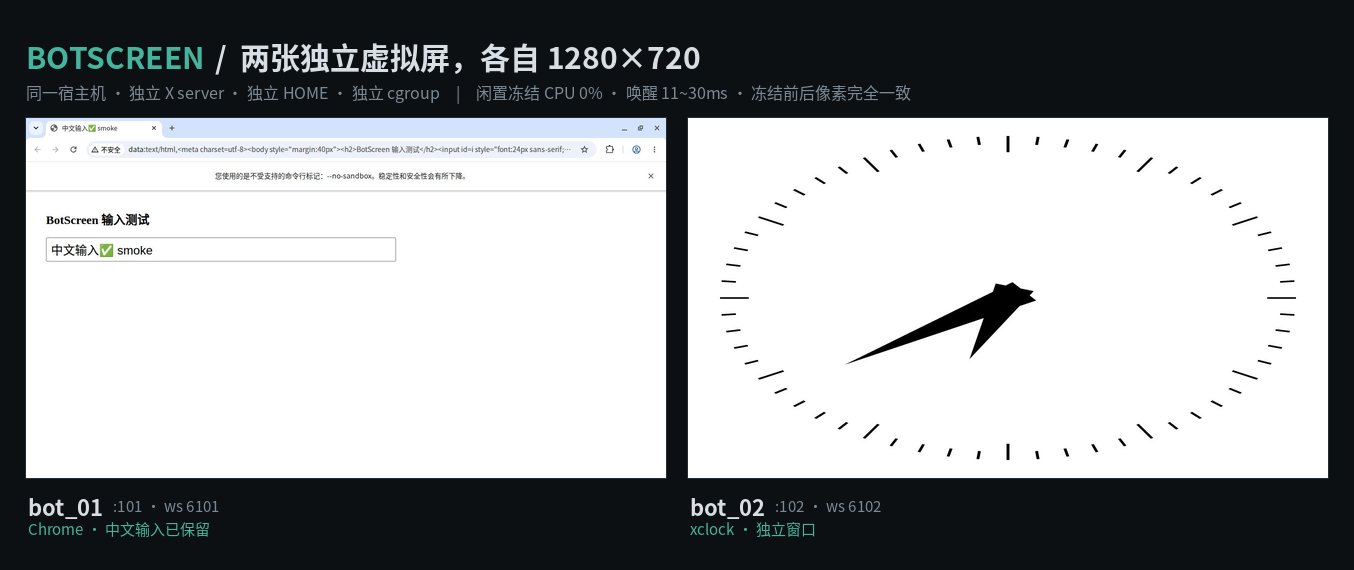 BOTSCREEN / 两张独立虚拟屏，各自 1280×720
同一宿主机 · 独立 X server · 独立 HOME · 独立 cgroup | 闲置冻结 CPU 0% · 唤醒 11~30ms · 冻结前后像素完全一致
中文输入✅ smoke
不安全 data:text/html,<meta charset=utf-8><body style="margin:40px"><h2>BotScreen 输入测试</h2><input id=i style="font:24px sans-serif;...
您使用的是不受支持的命令行标记：--no-sandbox。稳定性和安全性会有所下降。
BotScreen 输入测试
中文输入✅ smoke
bot_01 :101 · ws 6101
Chrome · 中文输入已保留
bot_02 :102 · ws 6102
xclock · 独立窗口